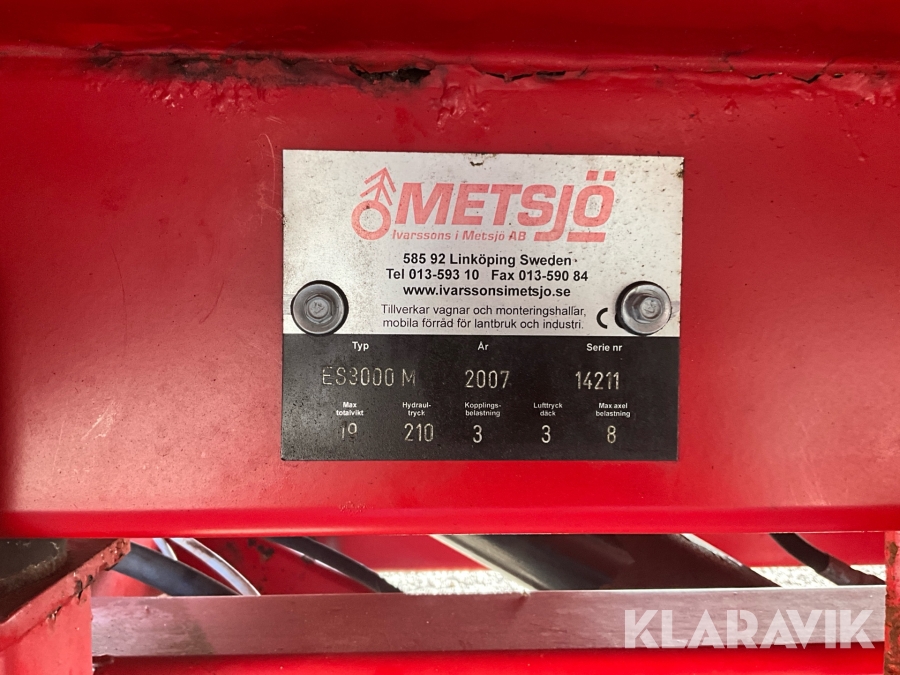 METSJÖ
Ivarssons i Metsjö AB
585 92 Linköping Sweden
Tel 013-593 10 Fax 013-590 84
www.ivarssonsimetsjo.se
Tillverkar vagnar och monteringshallar,
mobila förråd för lantbruk och industri.
Typ År Serie nr
M 2007 14211
Max totalvikt Hydraul-tryck Kopplings-belastning Lufttryck däck Max axel belastning
210 3 3 8
KLARAVIK